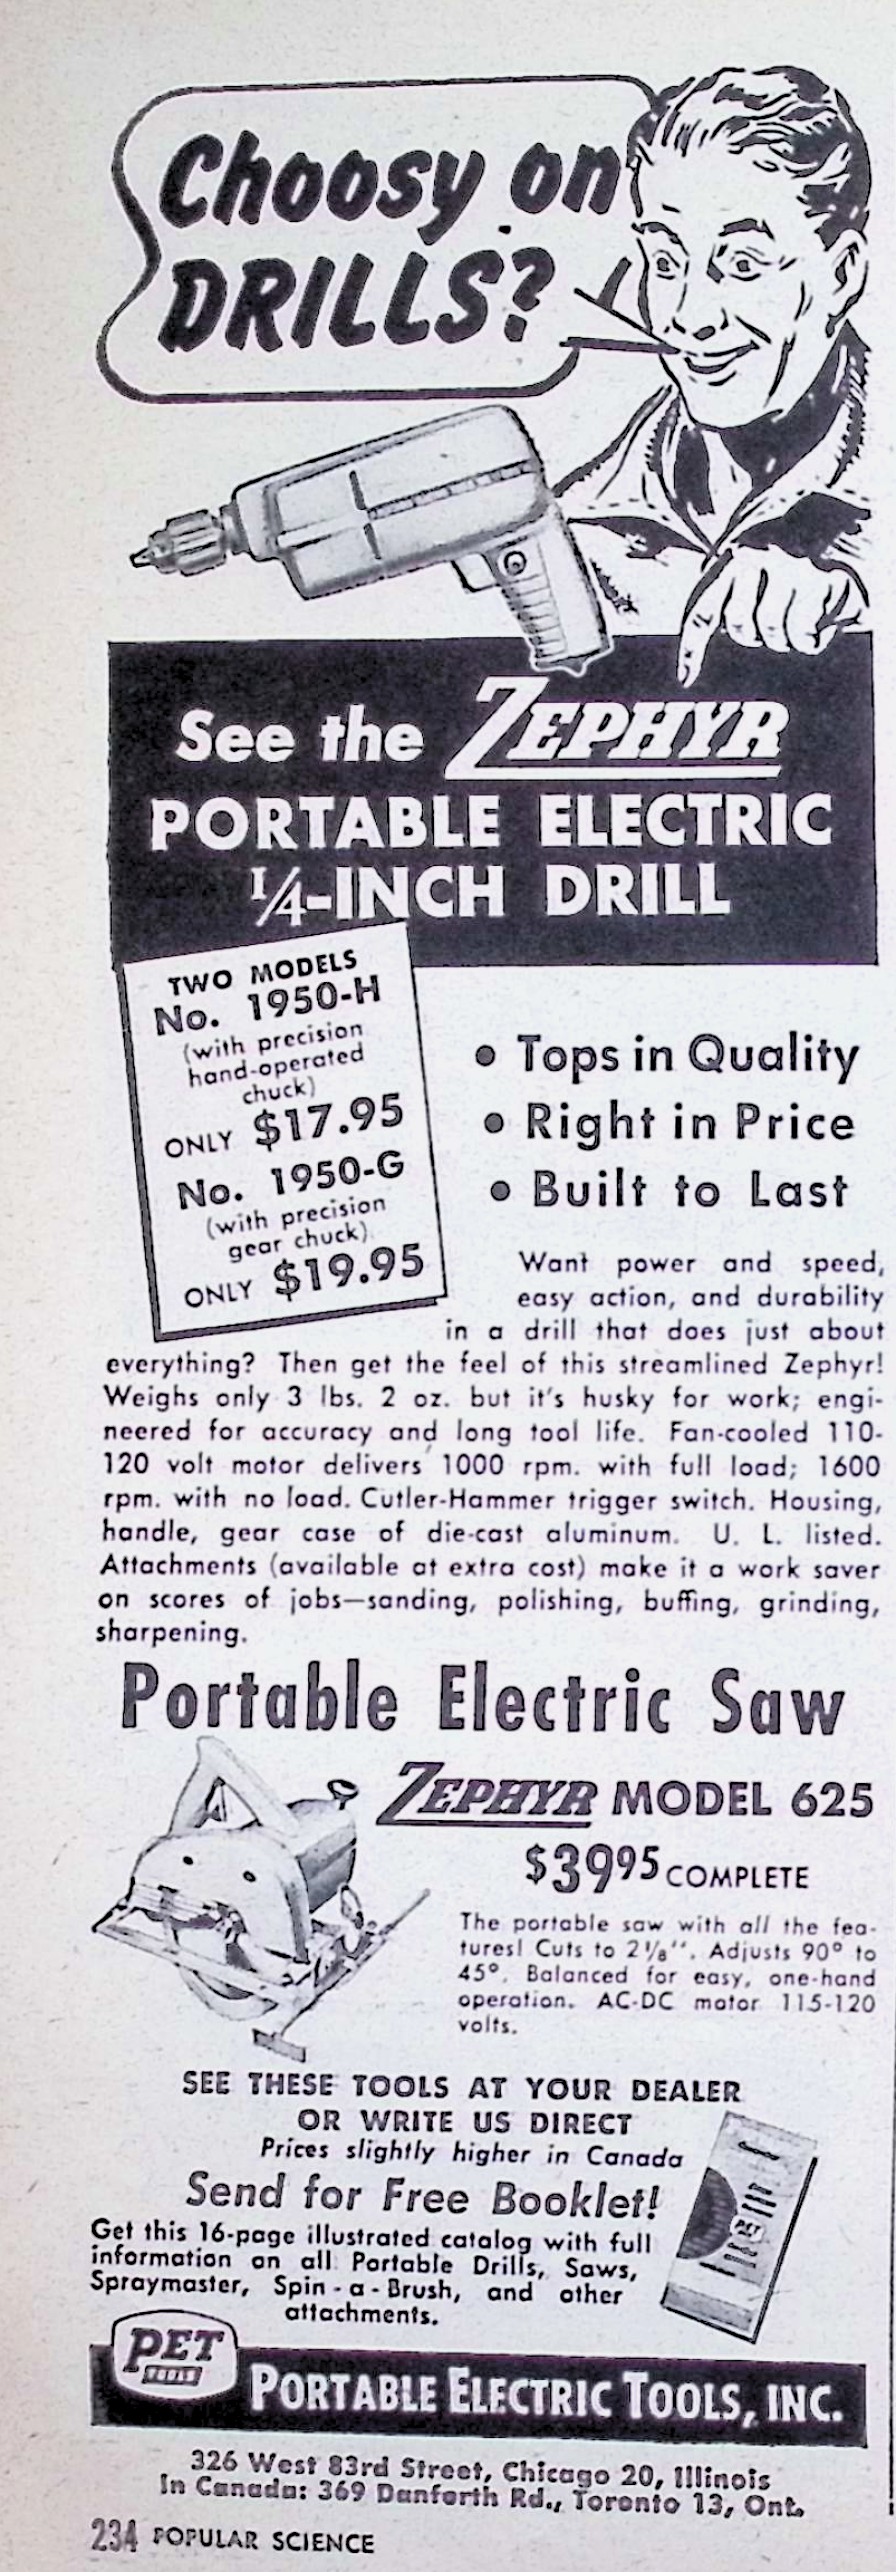 Choosy on
DRILLS?
See the ZEPHYR
PORTABLE ELECTRIC
1/4-INCH DRILL
TWO MODELS
No. 1950-H
(with precision
hand-operated
chuck)
ONLY $17.95
No. 1950-G
(with precision
gear chuck)
ONLY $19.95
• Tops in Quality
• Right in Price
• Built to Last
Want power and speed,
easy action, and durability
in a drill that does just about
everything? Then get the feel of this streamlined Zephyr!
Weighs only 3 lbs. 2 oz. but it's husky for work; engi-
neered for accuracy and long tool life. Fan-cooled 110-
120 volt motor delivers 1000 rpm. with full load; 1600
rpm. with no load. Cutler-Hammer trigger switch. Housing,
handle, gear case of die-cast aluminum. U. L. listed.
Attachments (available at extra cost) make it a work saver
on scores of jobs—sanding, polishing, buffing, grinding,
sharpening.
Portable Electric Saw
ZEPHYR MODEL 625
$3995 COMPLETE
The portable saw with all the fea-
tures! Cuts to 2 1/8". Adjusts 90° to
45°. Balanced for easy, one-hand
operation. AC-DC motor 115-120
volts.
SEE THESE TOOLS AT YOUR DEALER
OR WRITE US DIRECT
Prices slightly higher in Canada
Send for Free Booklet!
Get this 16-page illustrated catalog with full
information on all Portable Drills, Saws,
Spraymaster, Spin-a-Brush, and other
attachments.
PET
PET
TOOLS
PORTABLE ELECTRIC TOOLS, INC.
326 West 83rd Street, Chicago 20, Illinois
In Canada: 369 Danforth Rd., Toronto 13, Ont.
234 POPULAR SCIENCE